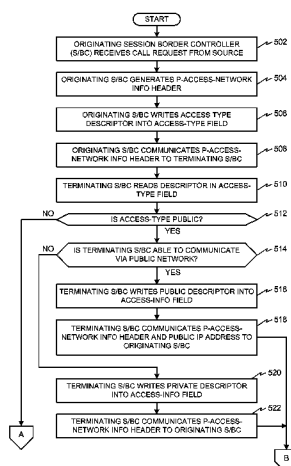 START
ORIGINATING SESSION BORDER CONTROLLER
(S/BC) RECEIVES CALL REQUEST FROM SOURCE
502
ORIGINATING S/BC GENERATES P-ACCESS-NETWORK
INFO HEADER
504
ORIGINATING S/BC WRITES ACCESS TYPE
DESCRIPTOR INTO ACCESS-TYPE FIELD
506
ORIGINATING S/BC COMMUNICATES P-ACCESS-
NETWORK INFO HEADER TO TERMINATING S/BC
508
TERMINATING S/BC READS DESCRIPTOR IN ACCESS-
TYPE FIELD
510
NO
IS ACCESS-TYPE PUBLIC?
512
YES
NO
IS TERMINATING S/BC ABLE TO COMMUNICATE
VIA PUBLIC NETWORK?
514
YES
TERMINATING S/BC WRITES PUBLIC DESCRIPTOR INTO
ACCESS-INFO FIELD
516
TERMINATING S/BC COMMUNICATES P-ACCESS-
NETWORK INFO HEADER AND PUBLIC IP ADDRESS TO
ORIGINATING S/BC
518
TERMINATING S/BC WRITES PRIVATE DESCRIPTOR
INTO ACCESS-INFO FIELD
520
TERMINATING S/BC COMMUNICATES P-ACCESS-
NETWORK INFO HEADER TO ORIGINATING S/BC
522
A
B